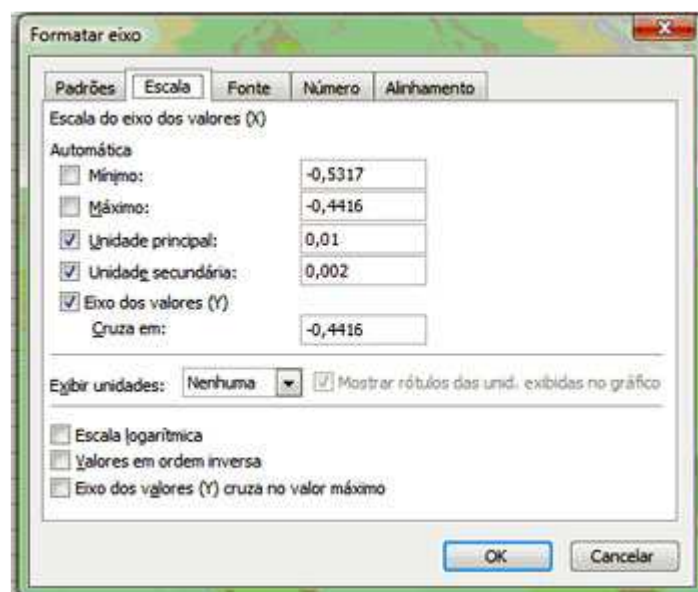 Formatar eixo
Padrões Escala Fonte Número Alinhamento
Escala do eixo dos valores (X)
Automática
Mínimo: -0,5317
Máximo: -0,4416
Unidade principal: 0,01
Unidade secundária: 0,002
Eixo dos valores (Y)
Cruza em: -0,4416
Exibir unidades: Nenhuma Mostrar rótulos das unid. exibidas no gráfico
Escala logarítmica
Valores em ordem inversa
Eixo dos valores (Y) cruza no valor máximo
OK Cancelar